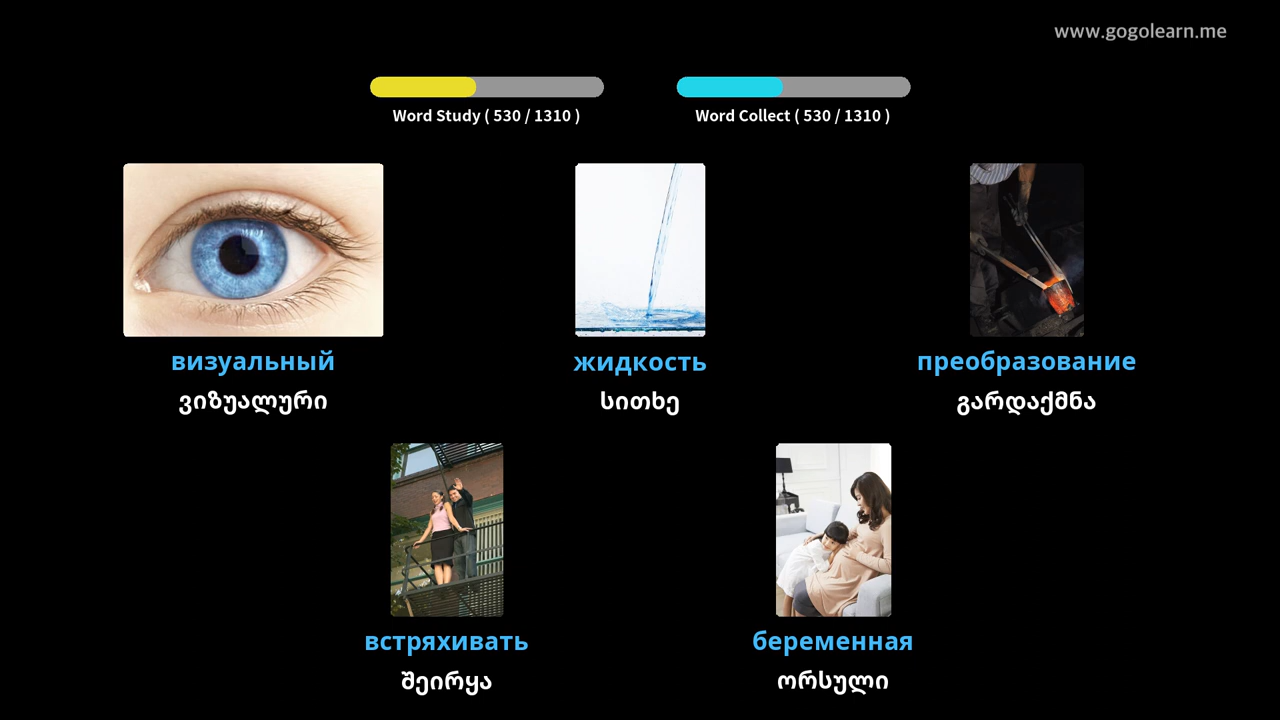 www.gogolearn.me
Word Study ( 530 / 1310 )
Word Collect ( 530 / 1310 )
визуальный
ვიზუალური
жидкость
სითხე
преобразование
გარდაქმნა
встряхивать
შეირყა
беременная
ორსული